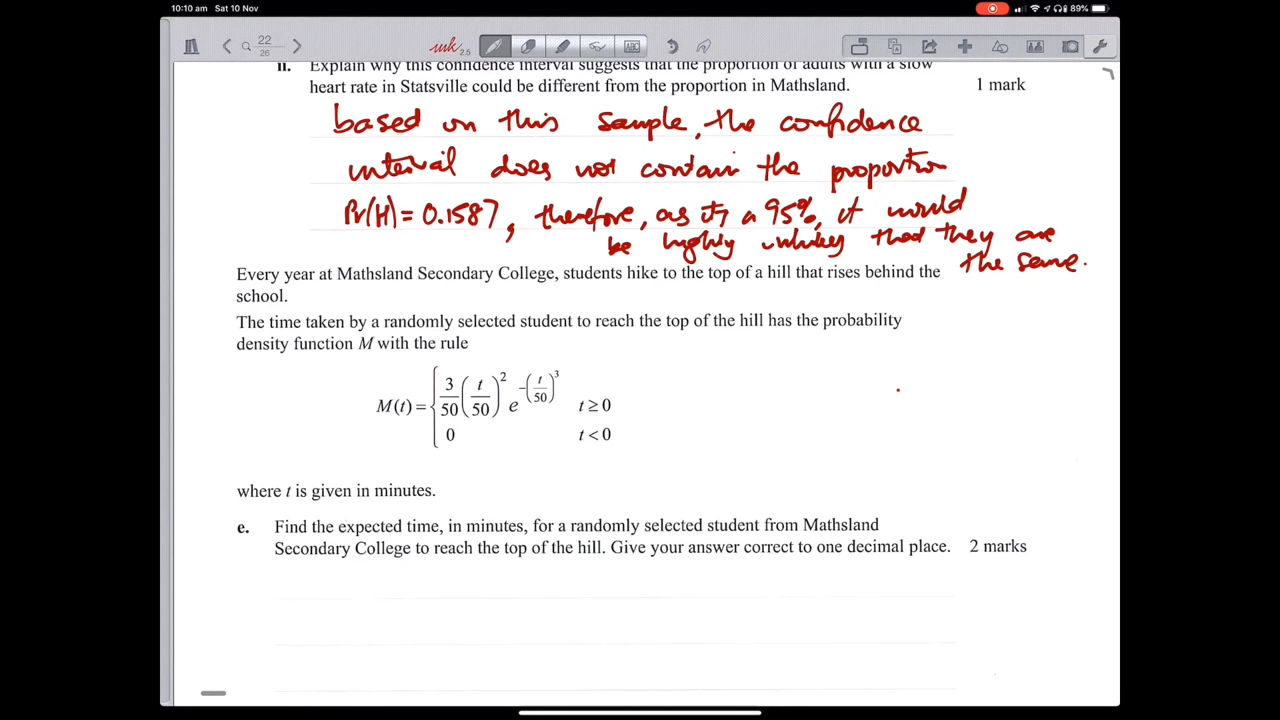 10:10 am Sat 10 Nov
89%
22
26
mk 2.5
ABC
ii. Explain why this confidence interval suggests that the proportion of adults with a slow
heart rate in Statsville could be different from the proportion in Mathsland. 1 mark
based on this sample, the confidence
interval does not contain the proportion
Pr(H) = 0.1587, therefore, as it's a 95%, it would
be highly unlikely that they are
the same.
Every year at Mathsland Secondary College, students hike to the top of a hill that rises behind the
school.
The time taken by a randomly selected student to reach the top of the hill has the probability
density function M with the rule
M(t) = { 3/50 (t/50)^2 e^-(t/50)^3 t ≥ 0
0 t < 0
where t is given in minutes.
e. Find the expected time, in minutes, for a randomly selected student from Mathsland
Secondary College to reach the top of the hill. Give your answer correct to one decimal place. 2 marks